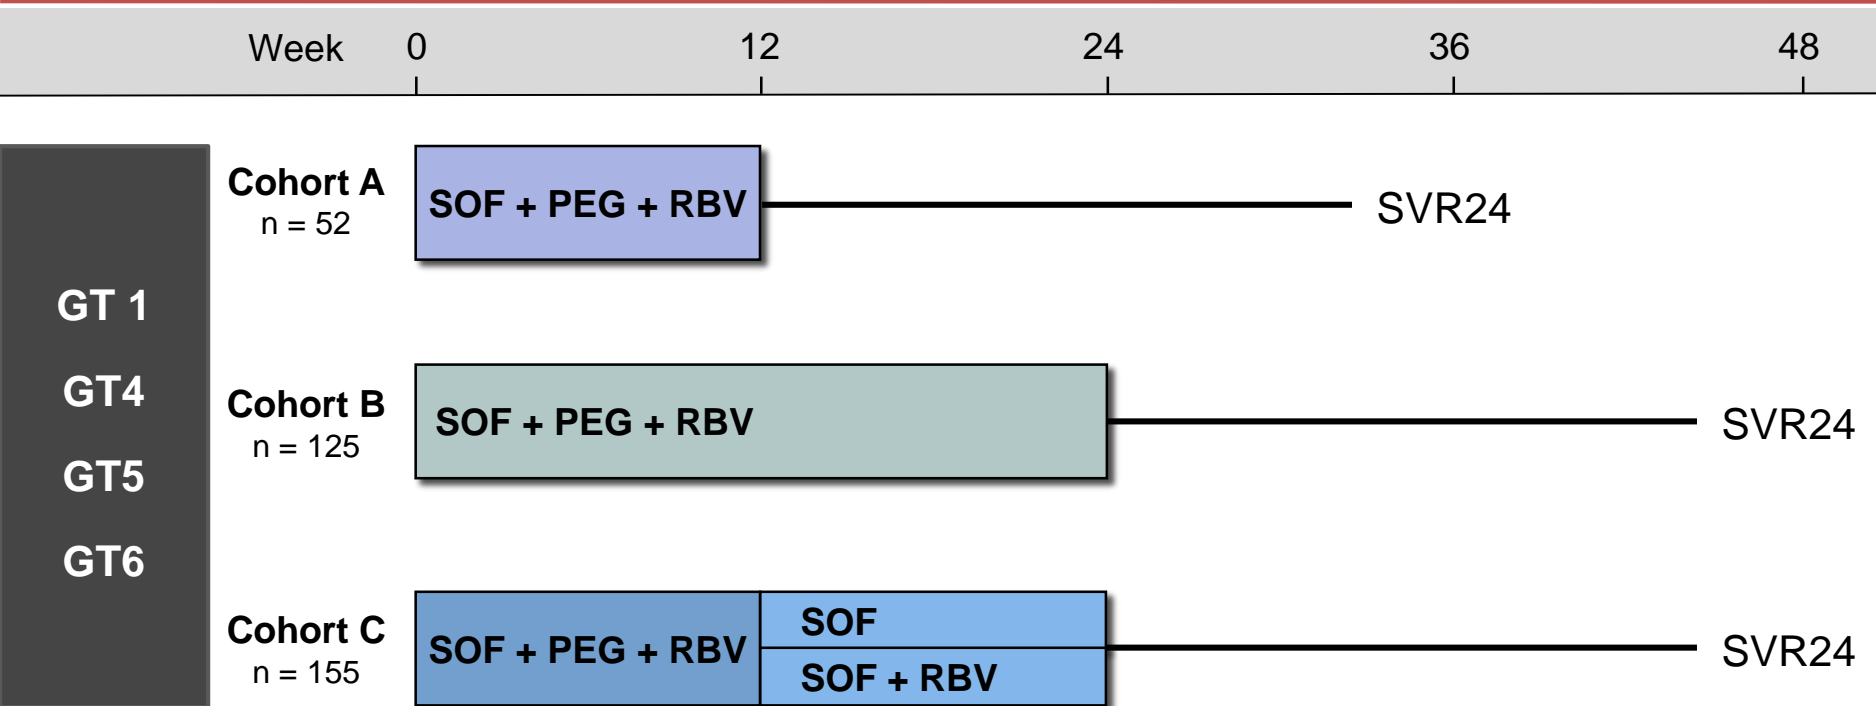 Week 0 12 24 36 48
Cohort A
n = 52
SOF + PEG + RBV
SVR24
GT 1
GT4
GT5
GT6
Cohort B
n = 125
SOF + PEG + RBV
SVR24
Cohort C
n = 155
SOF + PEG + RBV
SOF
SOF + RBV
SVR24